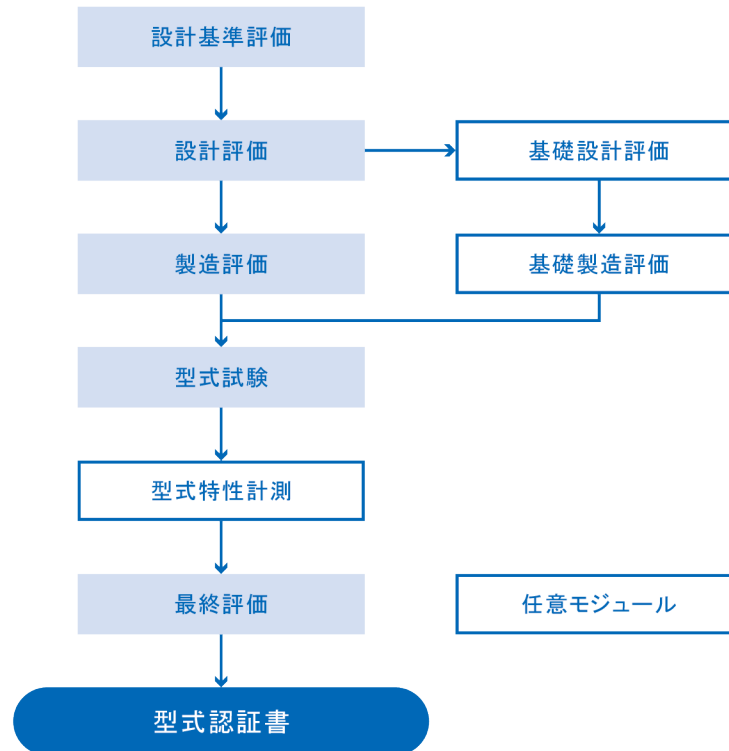 設計基準評価
設計評価
基礎設計評価
製造評価
基礎製造評価
型式試験
型式特性計測
最終評価
任意モジュール
型式認証書